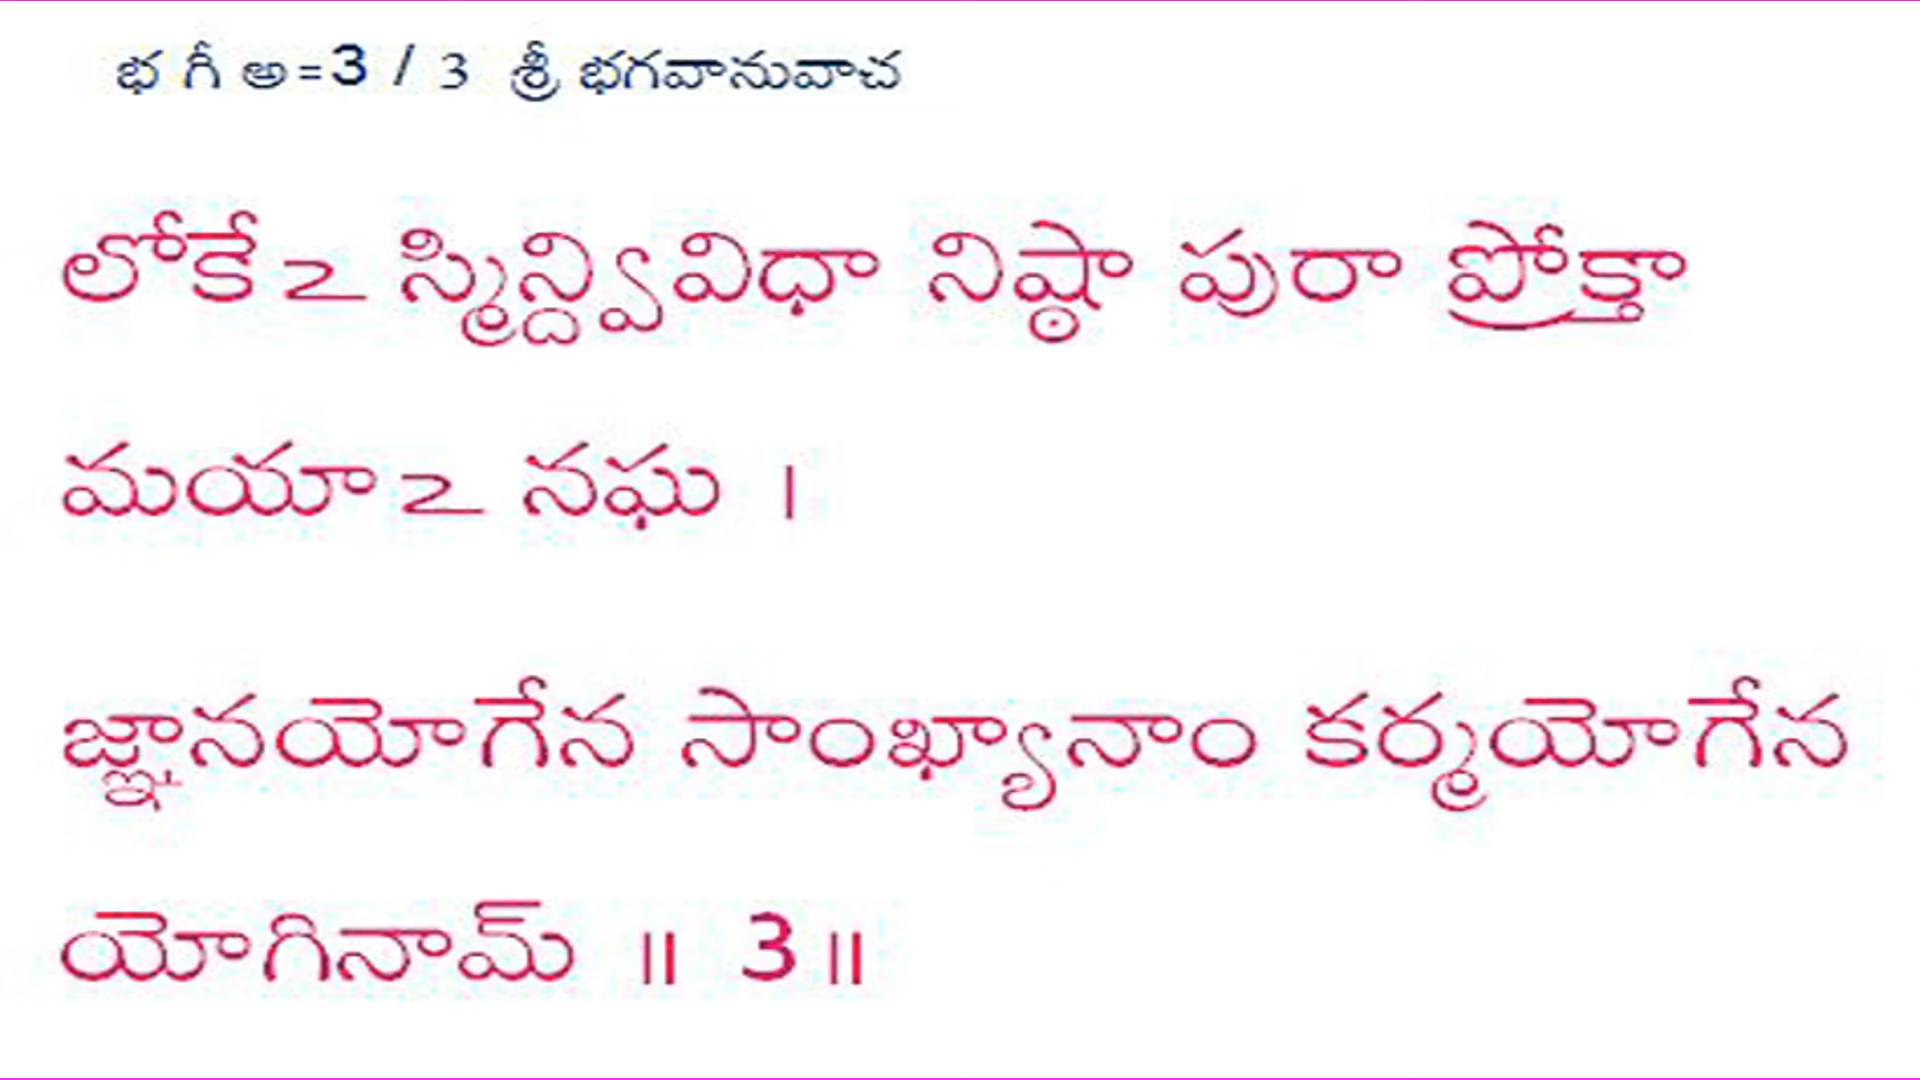 భ గీ అ=3 / 3 శ్రీ భగవానువాచ
లోకేఽ స్మిన్ద్వివిధా నిష్ఠా పురా ప్రోక్తా
మయాఽ నఘ ।
జ్ఞానయోగేన సాంఖ్యానాం కర్మయోగేన
యోగినామ్ ॥ 3॥